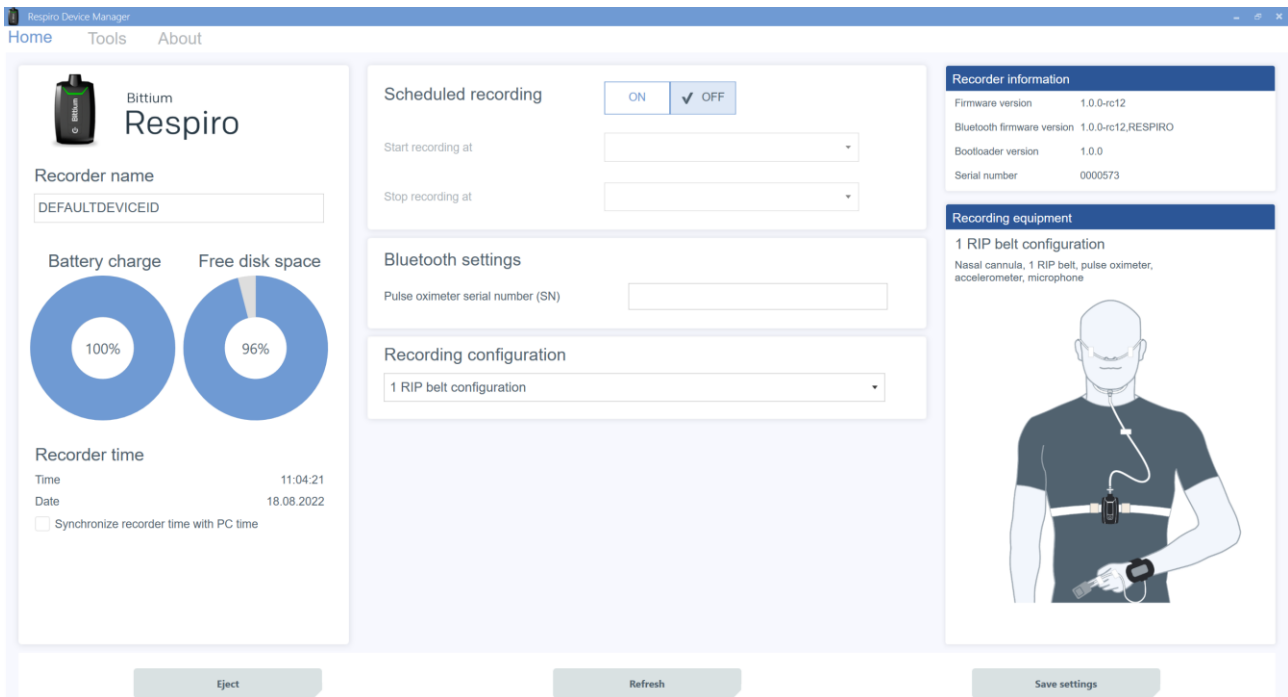 Respiro Device Manager
Home
Tools
About
Bittium
Bittium
Respiro
Recorder name
DEFAULTDEVICEID
Battery charge
Free disk space
100%
96%
Recorder time
Time
11:04:21
Date
18.08.2022
Synchronize recorder time with PC time
Scheduled recording
ON
OFF
Start recording at
Stop recording at
Bluetooth settings
Pulse oximeter serial number (SN)
Recording configuration
1 RIP belt configuration
Recorder information
Firmware version
1.0.0-rc12
Bluetooth firmware version
1.0.0-rc12,RESPIRO
Bootloader version
1.0.0
Serial number
0000573
Recording equipment
1 RIP belt configuration
Nasal cannula, 1 RIP belt, pulse oximeter,
accelerometer, microphone
Eject
Refresh
Save settings